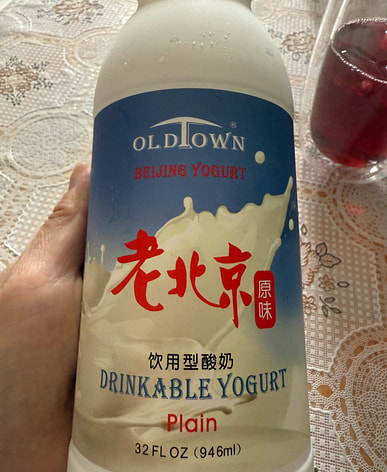 OLDTOWN®
BEIJING YOGURT
老北京
原味
饮用型酸奶
DRINKABLE YOGURT
Plain
32 FL OZ (946ml)